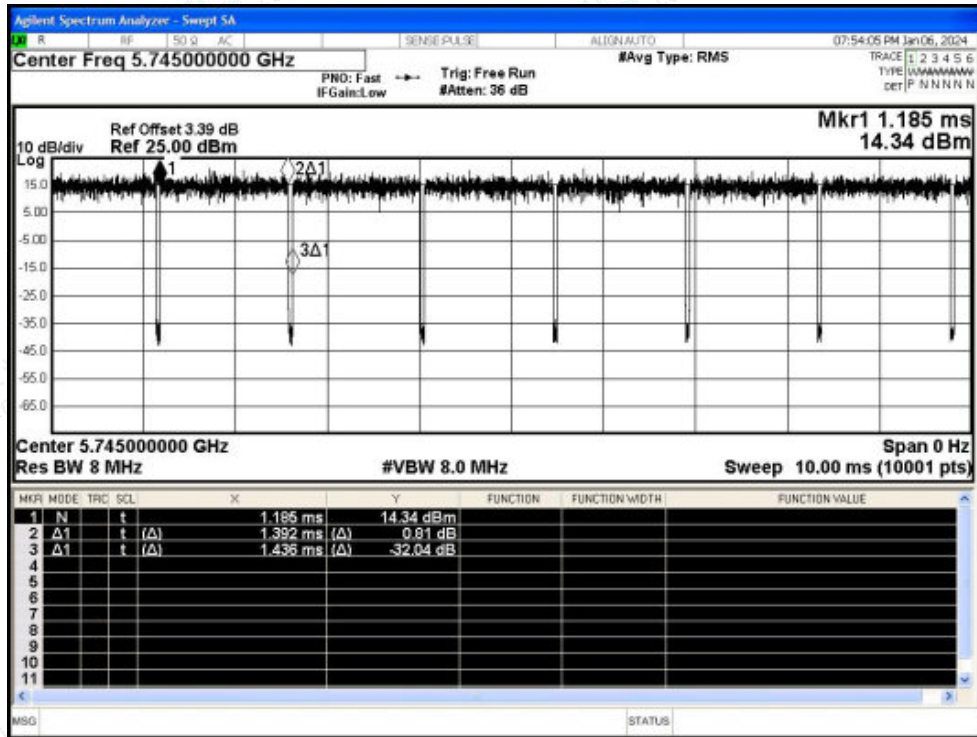 Agilent Spectrum Analyzer - Swept SA
R RF 50 Ω AC SENSE:PULSE ALIGN AUTO 07:54:05 PM Jan 06, 2024
Center Freq 5.745000000 GHz #Avg Type: RMS TRACE 1 2 3 4 5 6
PNO: Fast Trig: Free Run TYPE
IFGain:Low #Atten: 36 dB DET P N N N N N
Mkr1 1.185 ms
Ref Offset 3.39 dB
10 dB/div Ref 25.00 dBm 14.34 dBm
Log
1 2Δ1
15.0
5.00
-5.00
3Δ1
-15.0
-25.0
-35.0
-45.0
-55.0
-65.0
Center 5.745000000 GHz Span 0 Hz
Res BW 8 MHz #VBW 8.0 MHz Sweep 10.00 ms (10001 pts)
MKR MODE TRC SCL X Y FUNCTION FUNCTION WIDTH FUNCTION VALUE
1 N t 1.185 ms 14.34 dBm
2 Δ1 t (Δ) 1.392 ms (Δ) 0.81 dB
3 Δ1 t (Δ) 1.436 ms (Δ) -32.04 dB
4
5
6
7
8
9
10
11
MSG STATUS